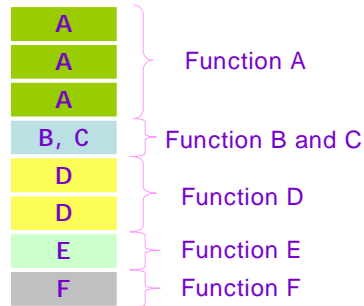 A
A Function A
A
B, C Function B and C
D
D Function D
E Function E
F Function F